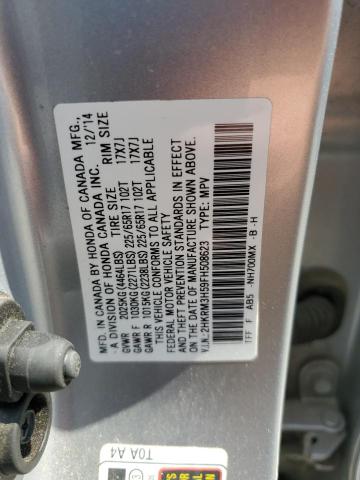 MFD. IN CANADA BY HONDA OF CANADA MFG.,
A DIVISION OF HONDA CANADA INC. 12/14
TIRE SIZE RIM SIZE
GVWR 2025KG (4464LBS)
GAWR F 1030KG (2271LBS) 225/65R17 102T 17X7J
GAWR R 1015KG (2238LBS) 225/65R17 102T 17X7J
THIS VEHICLE CONFORMS TO ALL APPLICABLE
FEDERAL MOTOR VEHICLE SAFETY, BUMPER, AND
THEFT PREVENTION STANDARDS IN EFFECT
ON THE DATE OF MANUFACTURE SHOWN ABOVE.
V.I.N. 2HKRM3H59FH508623 TYPE: MPV
TFF F AB5 -NH700MX -B -H
T0A A4